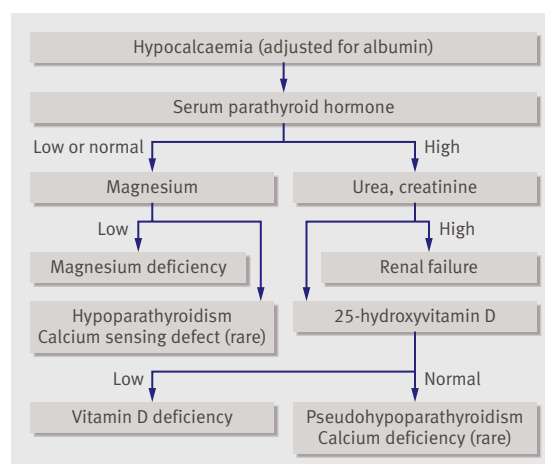 Hypocalcaemia (adjusted for albumin)
Serum parathyroid hormone
Low or normal
High
Magnesium
Urea, creatinine
Low
High
Magnesium deficiency
Renal failure
Hypoparathyroidism
Calcium sensing defect (rare)
25-hydroxyvitamin D
Low
Normal
Vitamin D deficiency
Pseudohypoparathyroidism
Calcium deficiency (rare)